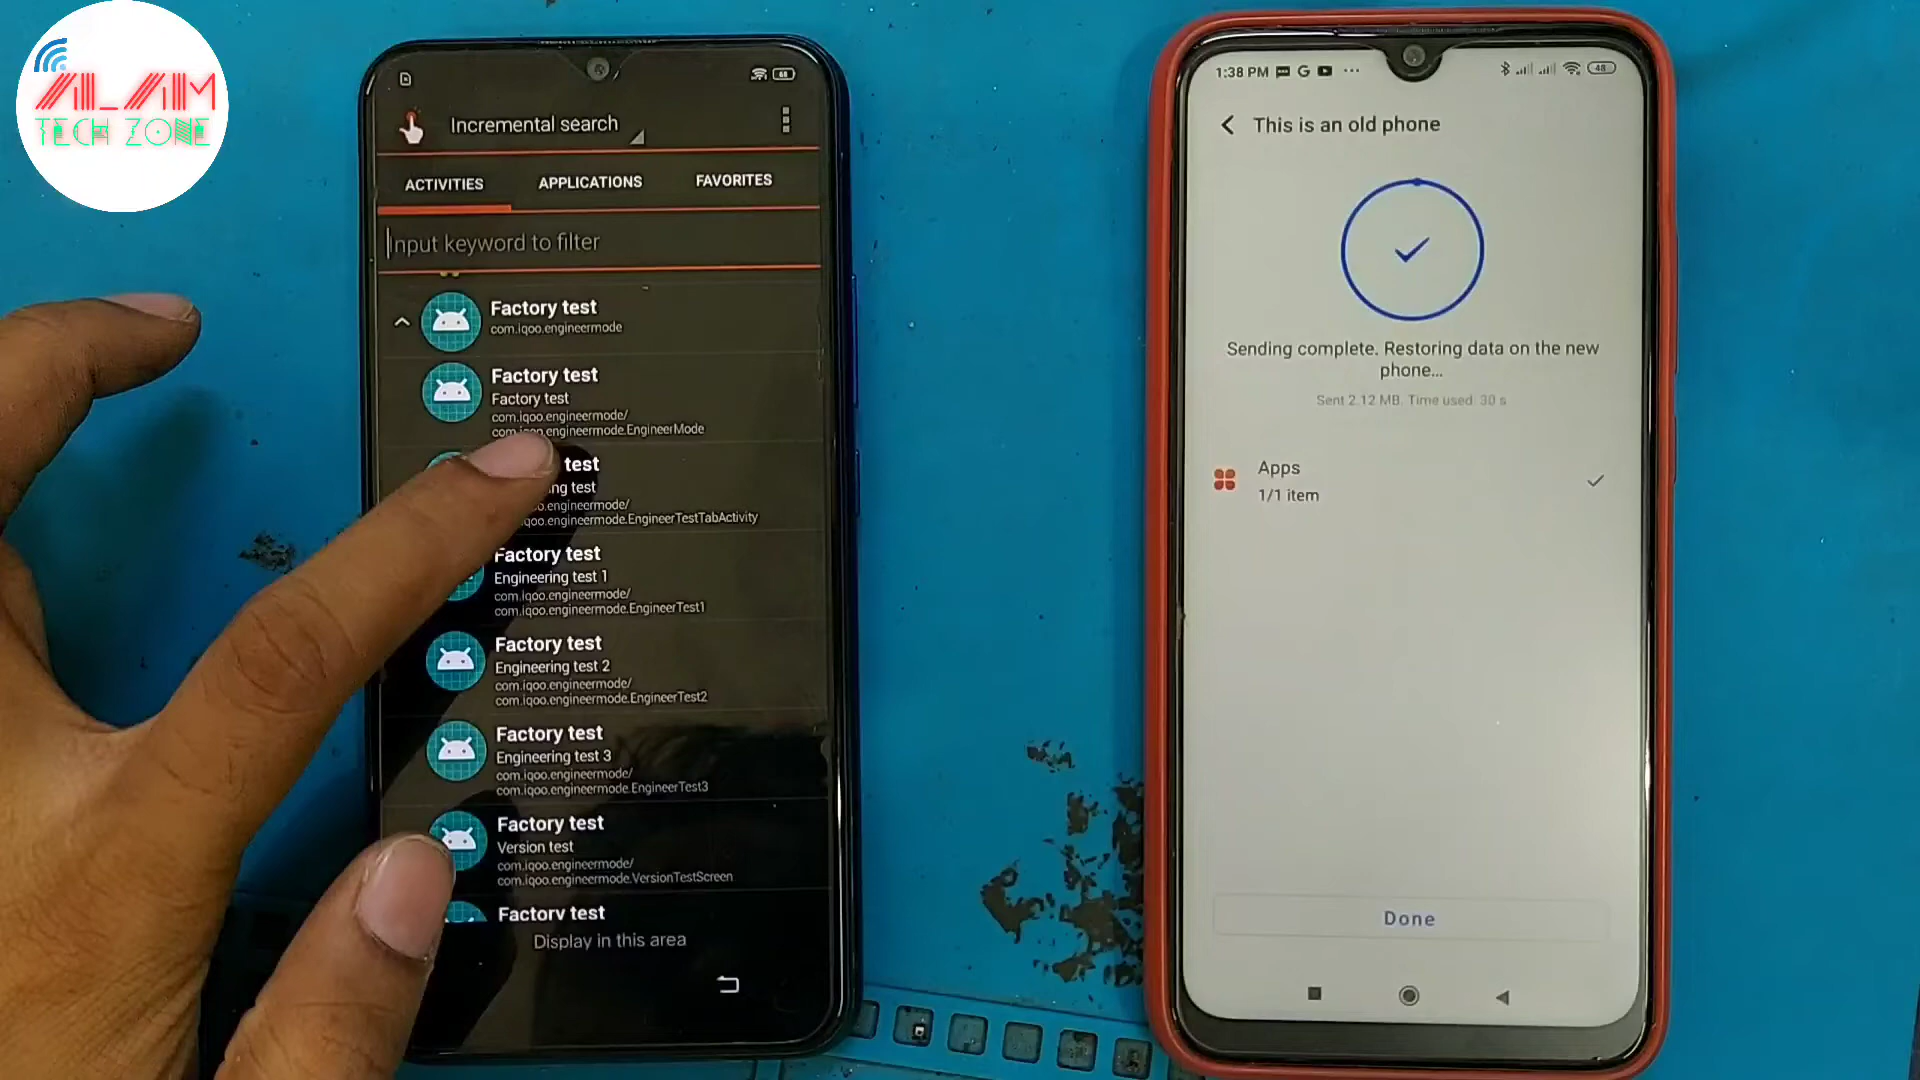 ALAM
TECH ZONE
68
Incremental search
ACTIVITIES
APPLICATIONS
FAVORITES
Input keyword to filter
Factory test
com.iqoo.engineermode
Factory test
Factory test
com.iqoo.engineermode/
com.iqoo.engineermode.EngineerMode
test
ng test
oo.engineermode/
qoo.engineermode.EngineerTestTabActivity
Factory test
Engineering test 1
com.iqoo.engineermode/
com.iqoo.engineermode.EngineerTest1
Factory test
Engineering test 2
com.iqoo.engineermode/
com.iqoo.engineermode.EngineerTest2
Factory test
Engineering test 3
com.iqoo.engineermode/
com.iqoo.engineermode.EngineerTest3
Factory test
Version test
com.iqoo.engineermode/
com.iqoo.engineermode.VersionTestScreen
Factory test
Display in this area
1:38 PM
48
This is an old phone
Sending complete. Restoring data on the new
phone...
Sent 2.12 MB. Time used: 30 s
Apps
1/1 item
Done